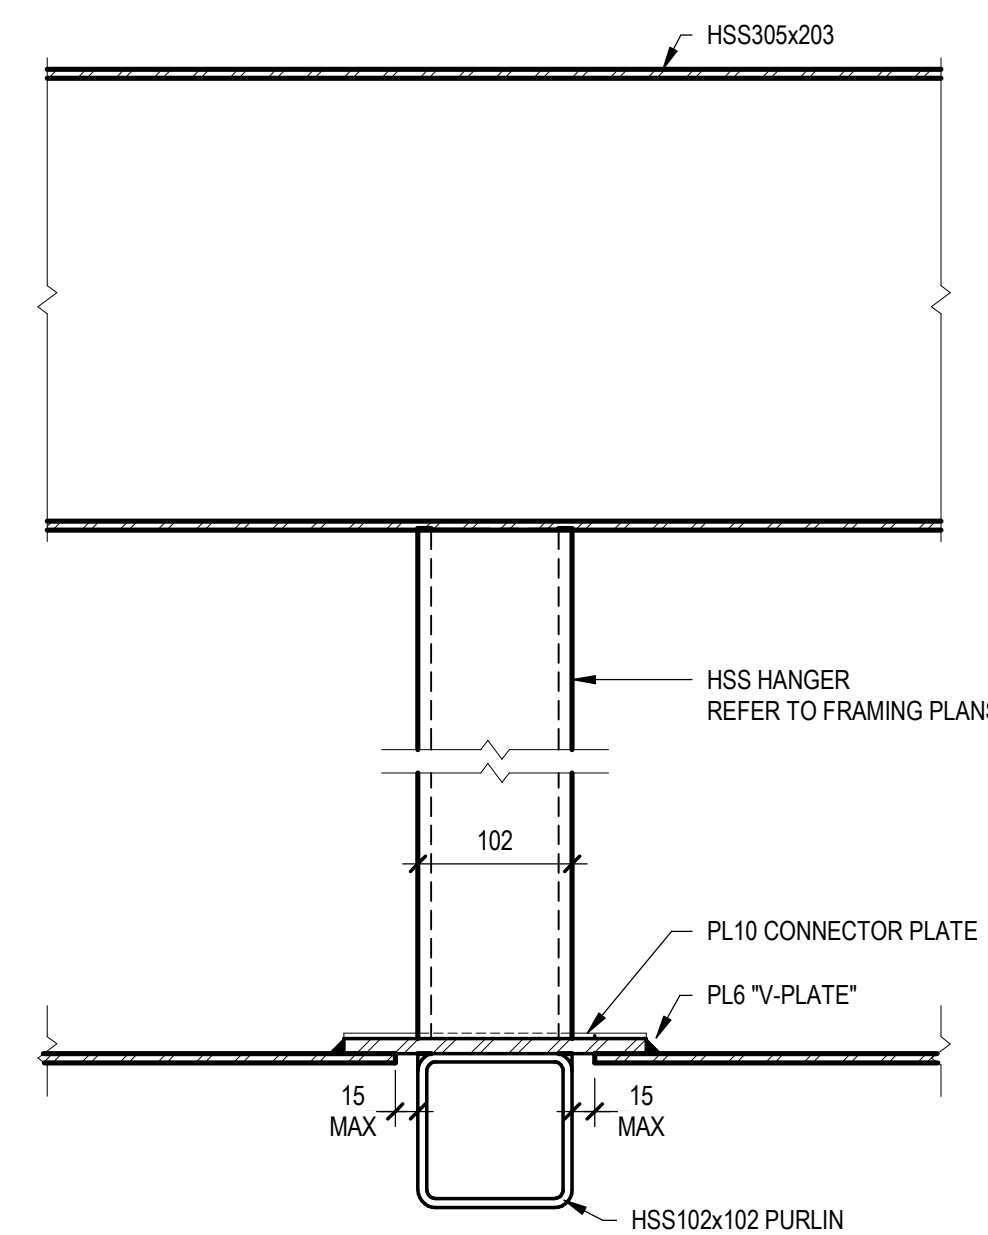 HSS305x203
HSS HANGER
REFER TO FRAMING PLANS
102
PL10 CONNECTOR PLATE
PL6 "V-PLATE"
15
MAX
15
MAX
HSS102x102 PURLIN